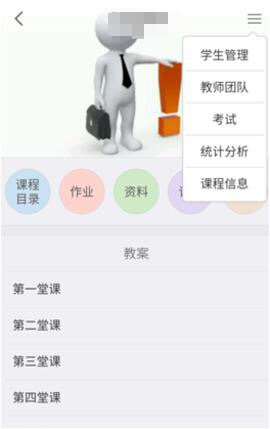 学生管理
教师团队
考试
统计分析
课程信息
课程
目录
作业
资料
教案
第一堂课
第二堂课
第三堂课
第四堂课